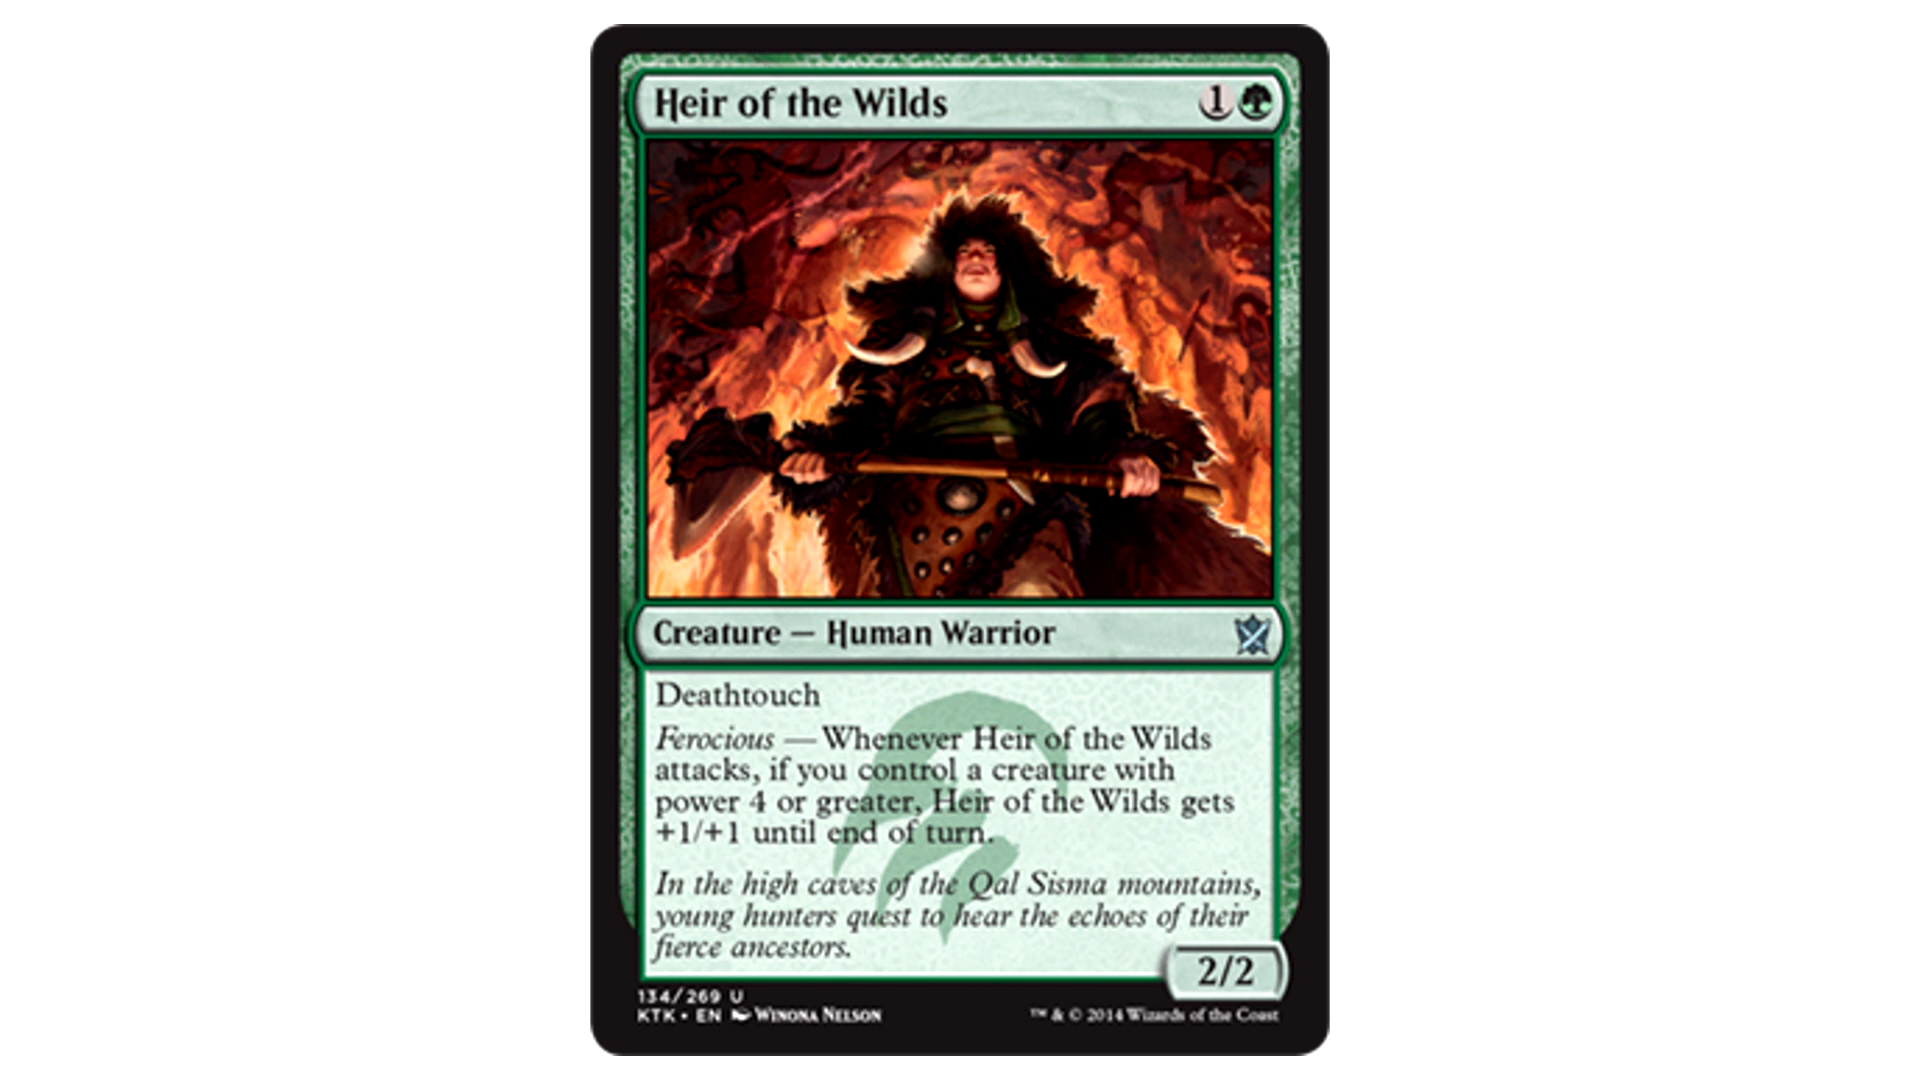 Heir of the Wilds 1
Creature — Human Warrior
Deathtouch
Ferocious — Whenever Heir of the Wilds
attacks, if you control a creature with
power 4 or greater, Heir of the Wilds gets
+1/+1 until end of turn.
In the high caves of the Qal Sisma mountains,
young hunters quest to hear the echoes of their
fierce ancestors.
2/2
134/269 U
KTK • EN Winona Nelson ™ & © 2014 Wizards of the Coast